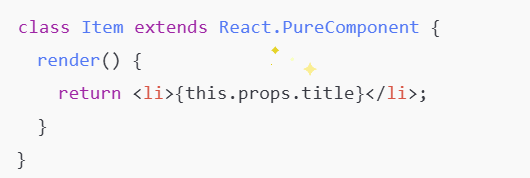 class Item extends React.PureComponent {
  render() {
    return <li>{this.props.title}</li>;
  }
}